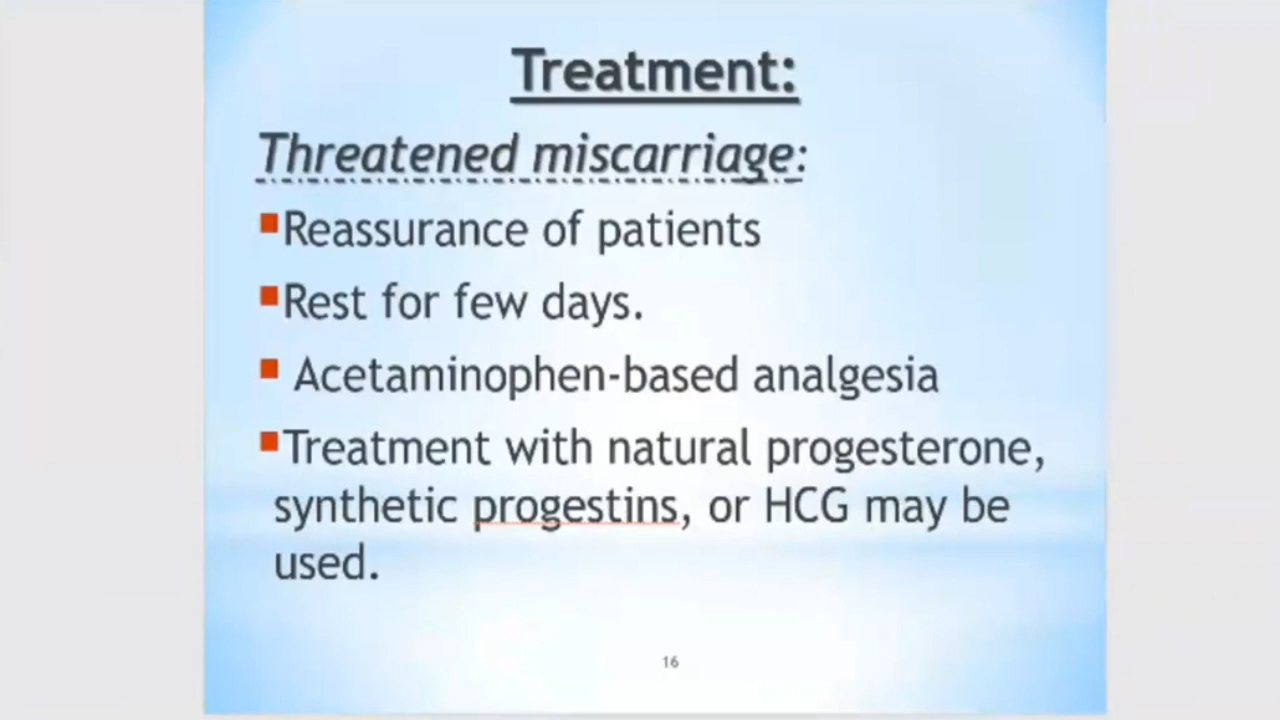 Treatment:
Threatened miscarriage:
▪Reassurance of patients
▪Rest for few days.
▪ Acetaminophen-based analgesia
▪Treatment with natural progesterone,
synthetic progestins, or HCG may be
used.
16